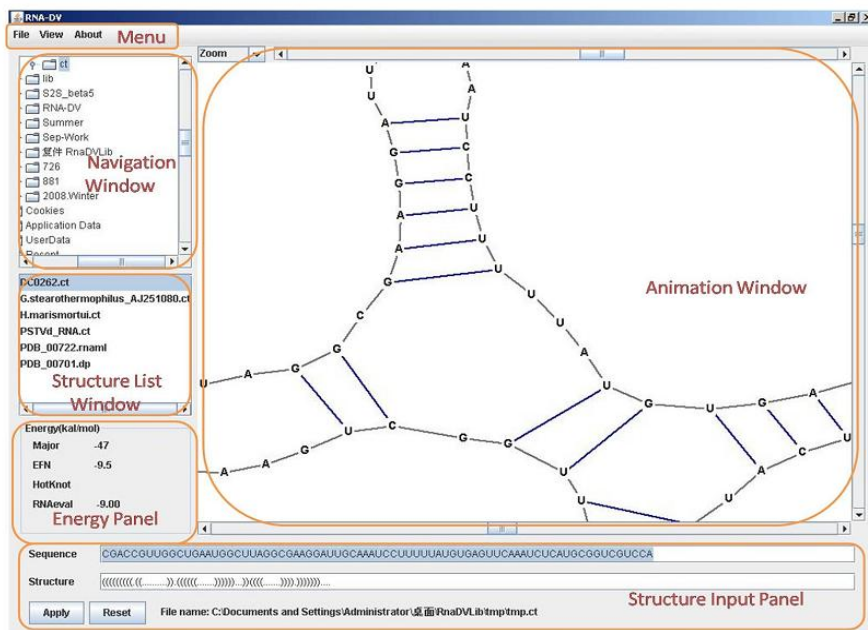 RNA-DV
File View About Menu
Zoom
ct
lib
S2S_beta5
RNA-DV
Summer
Sep-Work
复件 RnaDVLib
726
881
2008.Winter
Cookies
Application Data
UserData
Recent
Navigation
Window
DC0262.ct
G.stearothermophilus_AJ251080.ct
H.marismortui.ct
PSTVd_RNA.ct
PDB_00722.rnaml
PDB_00701.dp
Structure List
Window
Energy(kal/mol)
Major -47
EFN -9.5
HotKnot
RNAeval -9.00
Energy Panel
U U A G G A A G C G G A U
A A U C C U U U U U A U G U G A
A A G U C G G U U
U A C U
Animation Window
Sequence CGACCGUUGGCUGAAUGGCUUAGGCGAAGGAUUGCAAAUCCUUUUUAUGUGAGUUCAAAUCUCAUGCGGUCGUCCA
Structure
Apply Reset File name: C:\Documents and Settings\Administrator\桌面\RnaDVLib\tmp\tmp.ct
Structure Input Panel